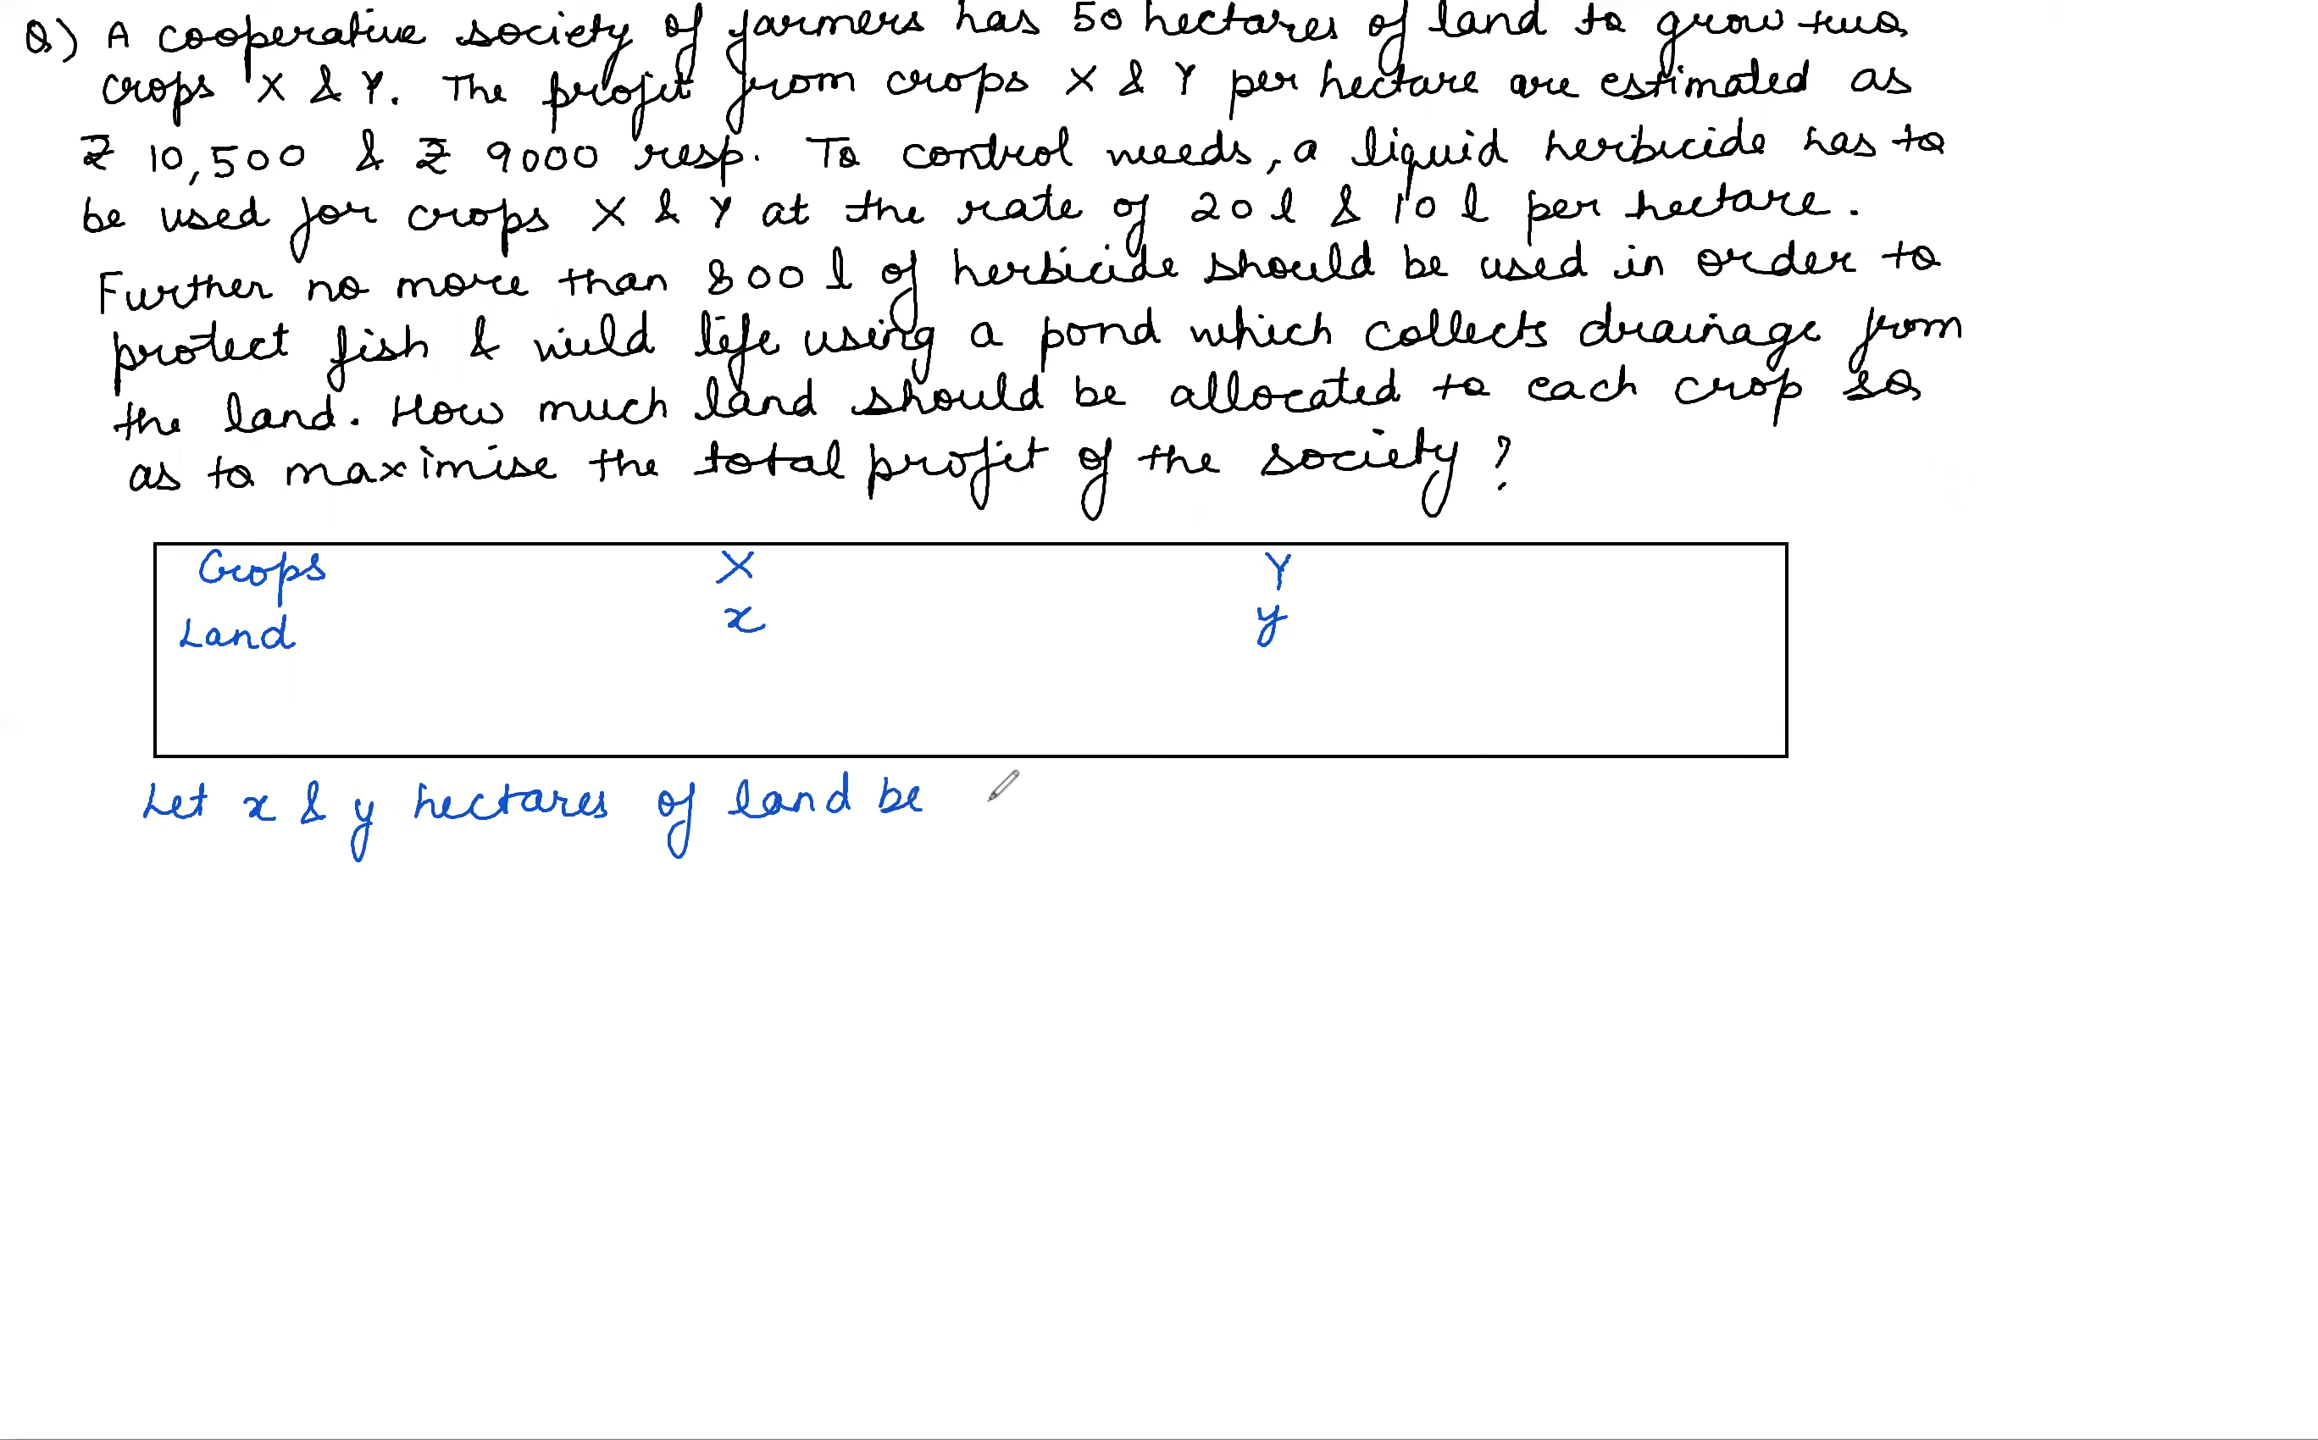 Q) A cooperative society of farmers has 50 hectares of land to grow two
crops X & Y. The profit from crops X & Y per hectare are estimated as
₹ 10,500 & ₹ 9000 resp. To control weeds, a liquid herbicide has to
be used for crops X & Y at the rate of 20 l & 10 l per hectare.
Further no more than 800 l of herbicide should be used in order to
protect fish & wild life using a pond which collects drainage from
the land. How much land should be allocated to each crop so
as to maximise the total profit of the society?
Crops X Y
Land x y
Let x & y hectares of land be